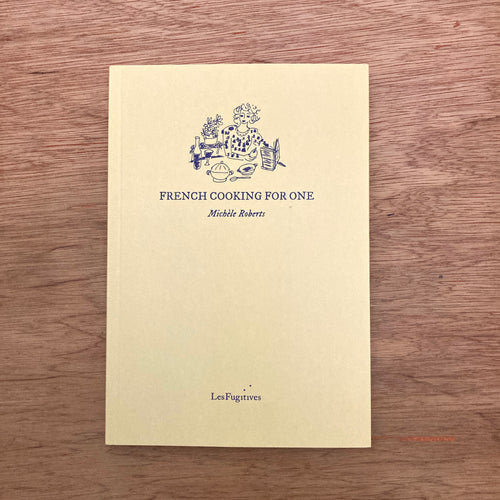 FRENCH COOKING FOR ONE
Michèle Roberts
LesFugitives